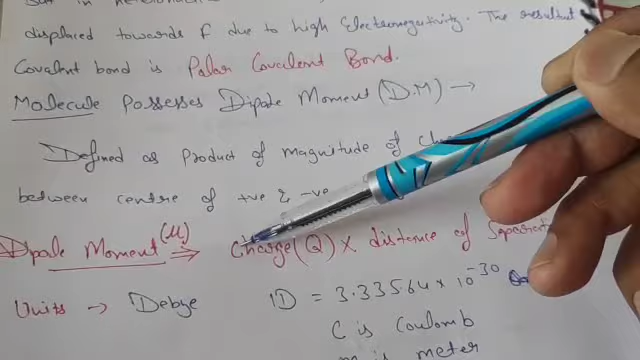 displaced towards F due to high Electronegativity. The resultant
Covalent bond is Polar Covalent Bond.
Molecule Possesses Dipole Moment (D.M) →
Defined as Product of magnitude of
between centre of +ve & -ve
Dipole Moment (μ) ⇒ Charge (Q) × distance of
Units → Debye 1D = 3.33564 × 10⁻³⁰
C is Coulomb
m is meter